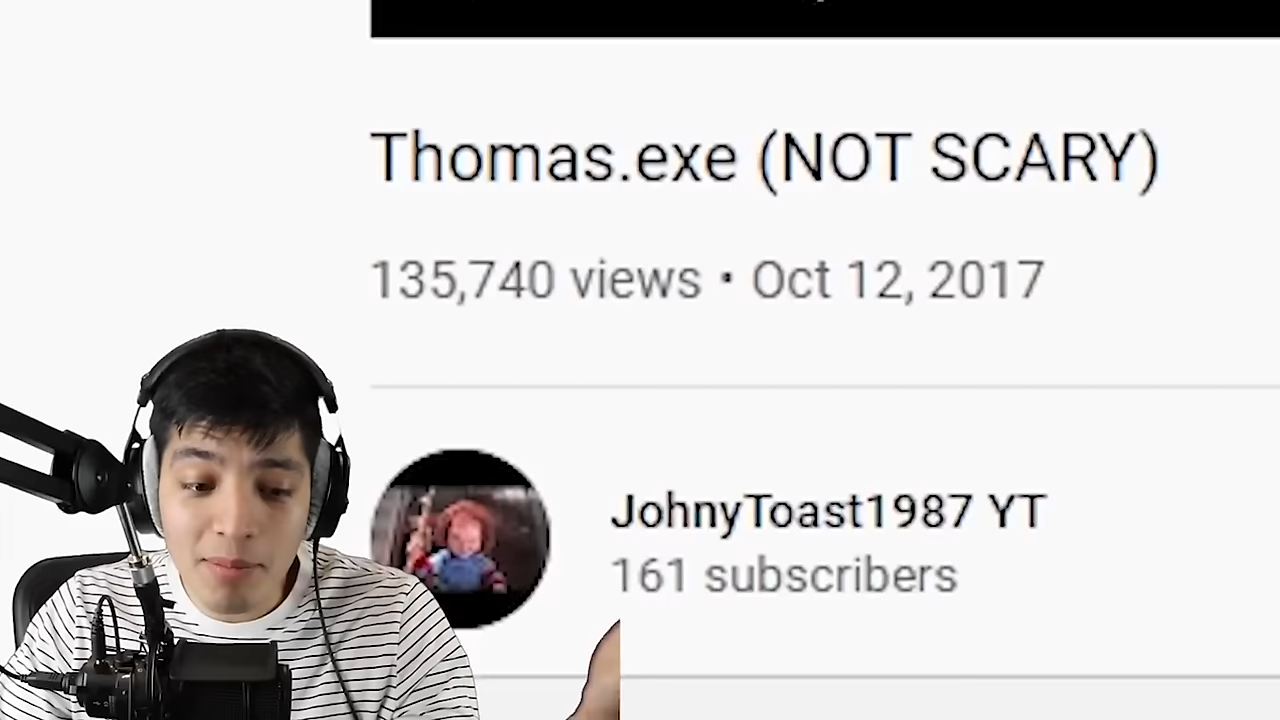 Thomas.exe (NOT SCARY)
135,740 views • Oct 12, 2017
JohnyToast1987 YT
161 subscribers